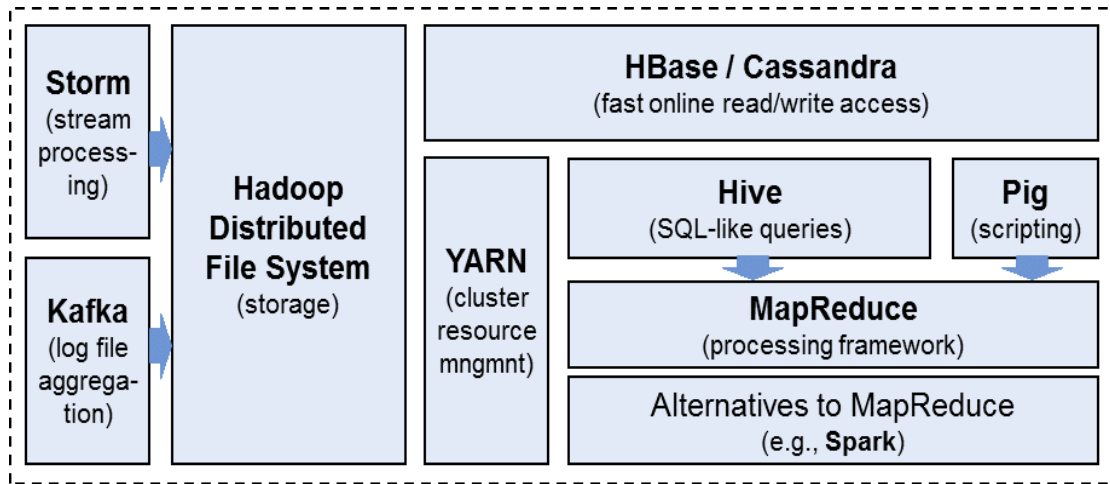 Storm
(stream
process-
ing)
Kafka
(log file
aggrega-
tion)
Hadoop
Distributed
File System
(storage)
HBase / Cassandra
(fast online read/write access)
YARN
(cluster
resource
mngmnt)
Hive
(SQL-like queries)
Pig
(scripting)
MapReduce
(processing framework)
Alternatives to MapReduce
(e.g., Spark)